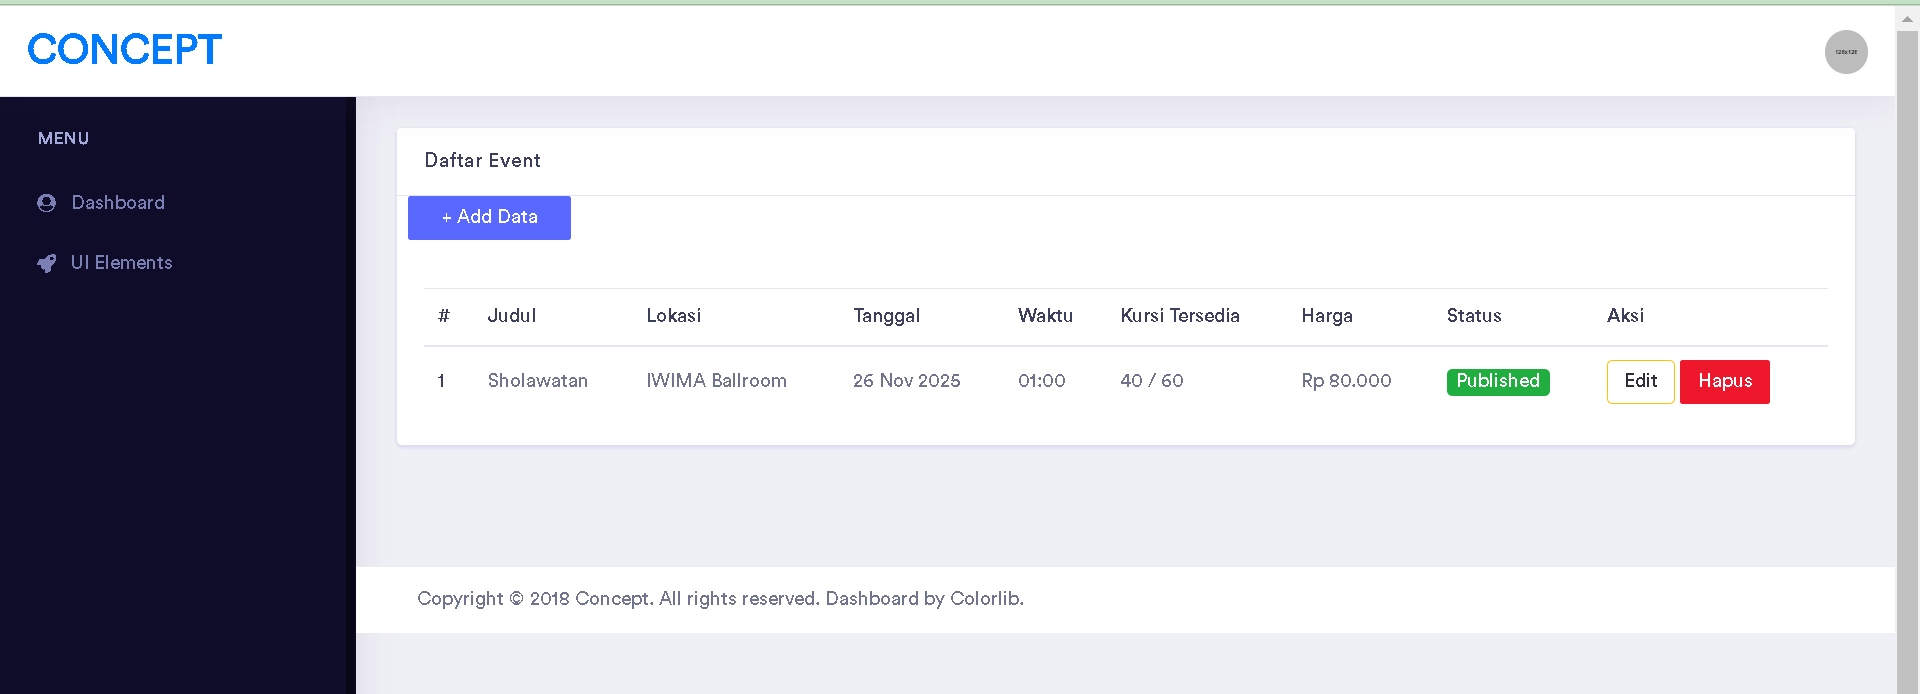 CONCEPT
128x128
MENU
Dashboard
UI Elements
Daftar Event
+ Add Data
# Judul Lokasi Tanggal Waktu Kursi Tersedia Harga Status Aksi
1 Sholawatan IWIMA Ballroom 26 Nov 2025 01:00 40 / 60 Rp 80.000 Published Edit Hapus
Copyright © 2018 Concept. All rights reserved. Dashboard by Colorlib.